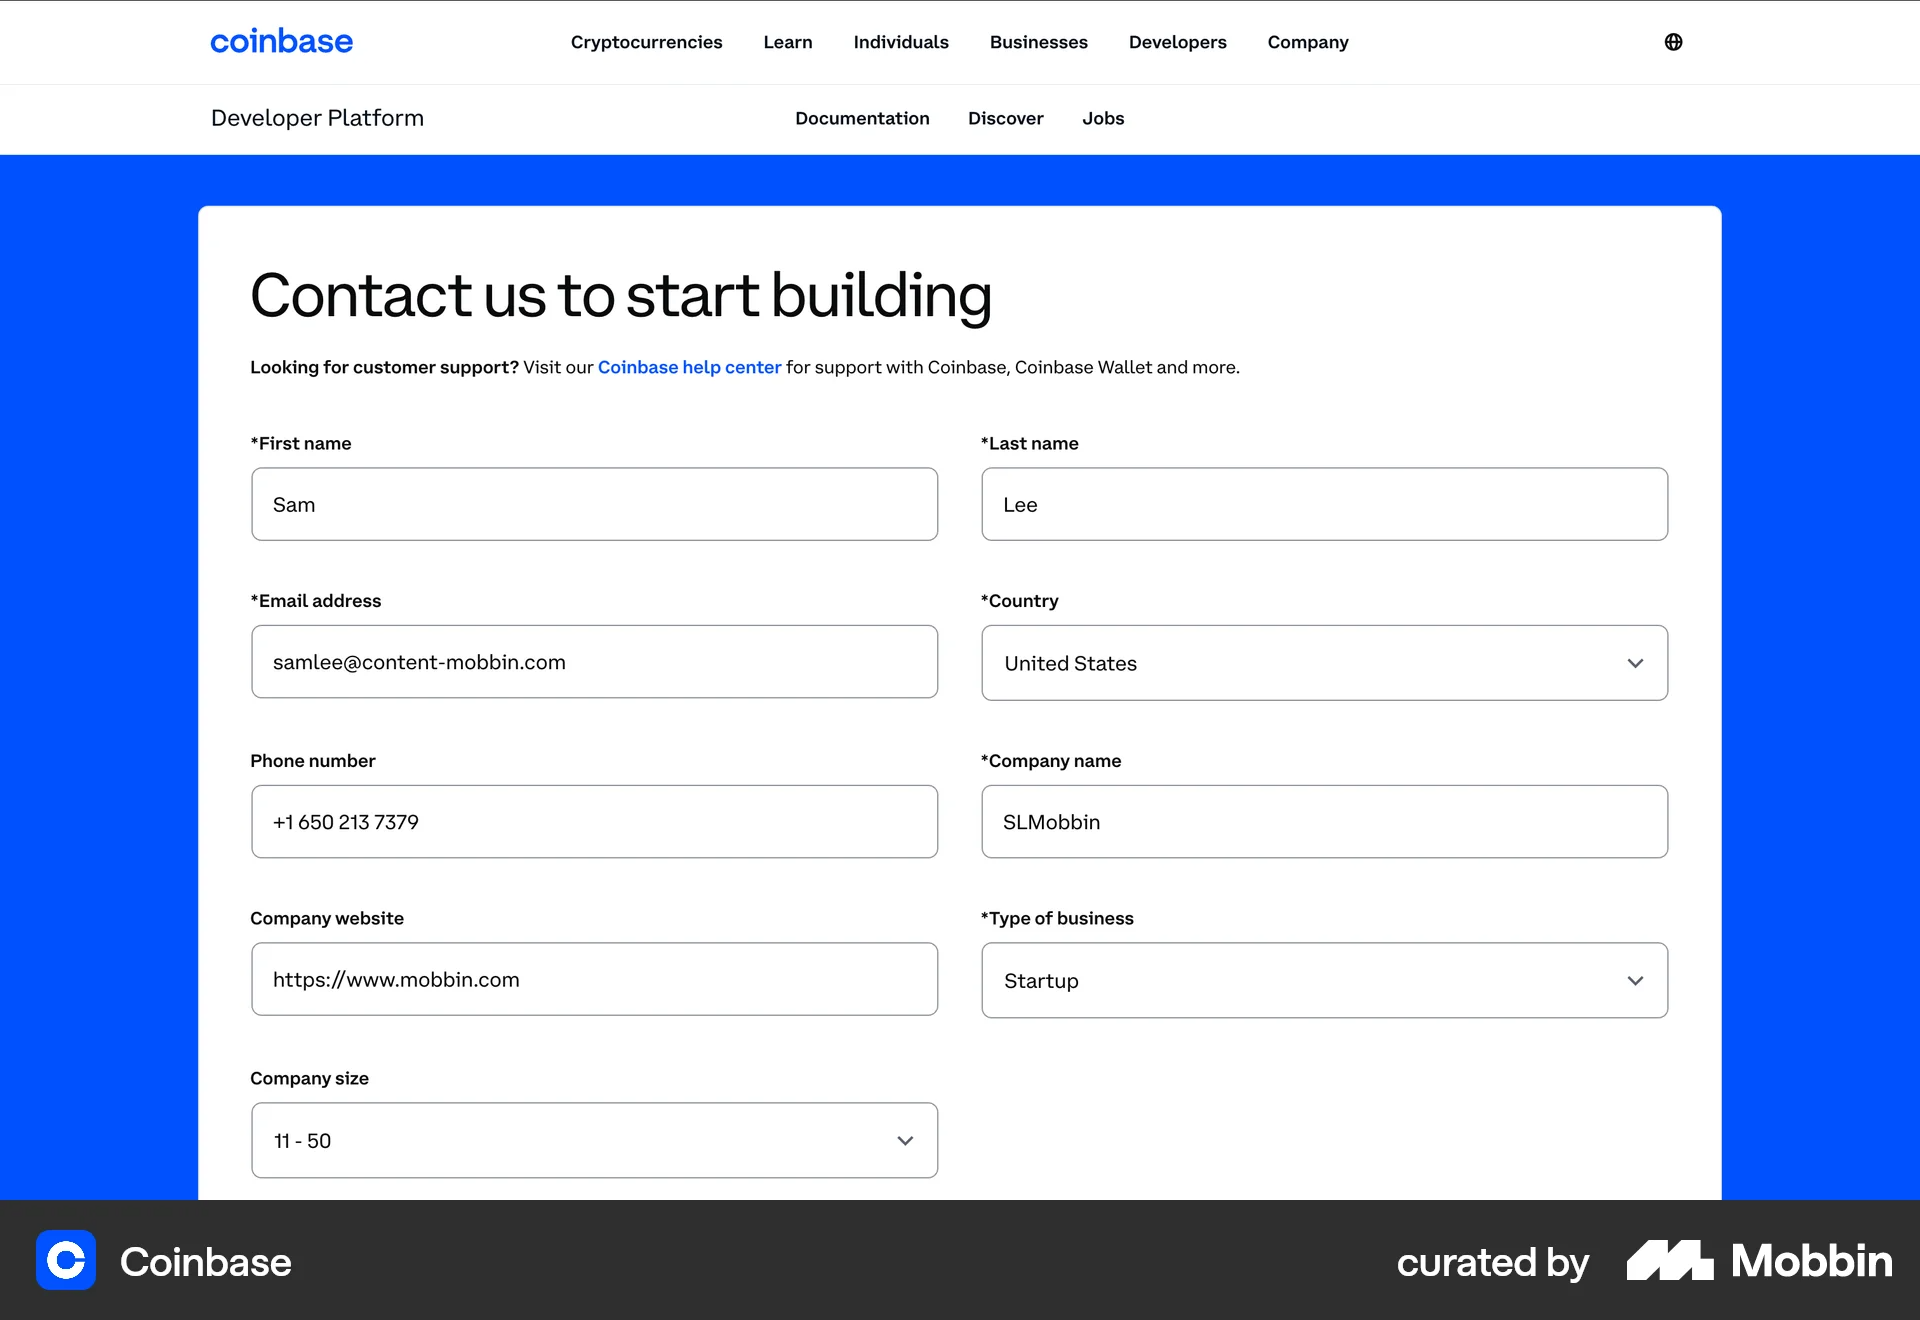 coinbase Cryptocurrencies Learn Individuals Businesses Developers Company
Developer Platform Documentation Discover Jobs
Contact us to start building
Looking for customer support? Visit our Coinbase help center for support with Coinbase, Coinbase Wallet and more.
*First name *Last name
Sam Lee
*Email address *Country
samlee@content-mobbin.com United States
Phone number *Company name
+1 650 213 7379 SLMobbin
Company website *Type of business
https://www.mobbin.com Startup
Company size
11 - 50
Coinbase curated by Mobbin